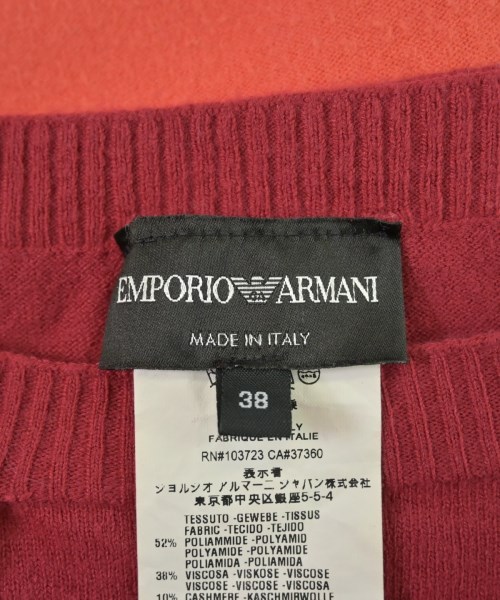 EMPORIO ARMANI
MADE IN ITALY
38
FABRIQUE EN ITALIE
RN#103723 CA#37360
表示者
ジョルジオ アルマーニ ジャパン株式会社
東京都中央区銀座5-5-4
TESSUTO -GEWEBE -TISSUS
FABRIC -TECIDO -TEJIDO
52% POLIAMMIDE -POLYAMID
POLYAMIDE -POLYAMIDE
POLIAMIDA -POLIAMIDA
38% VISCOSA -VISKOSE -VISCOSE
VISCOSE -VISCOSE -VISCOSA
10% CASHMERE -KASCHMIRWOLLE